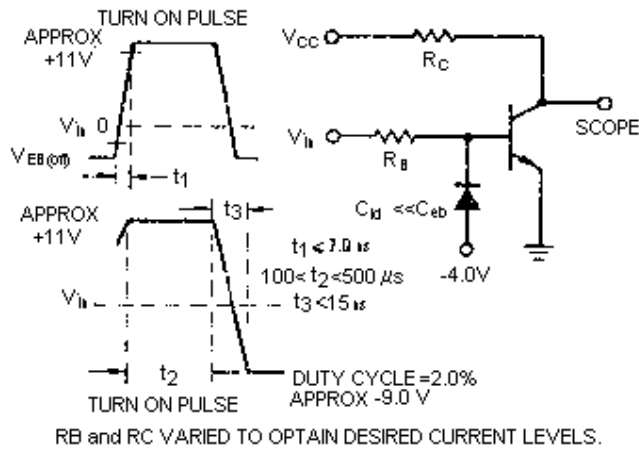 TURN ON PULSE
APPROX
+11V
Vin 0
VEB(off)
t1
VCC
RC
SCOPE
Vin
RB
Cjd <<Ceb
-4.0V
APPROX
+11V
t3
t1 <7.0 ns
100< t2 <500 µs
t3 <15 ns
Vin
t2
DUTY CYCLE =2.0%
APPROX -9.0 V
TURN ON PULSE
RB and RC VARIED TO OPTAIN DESIRED CURRENT LEVELS.